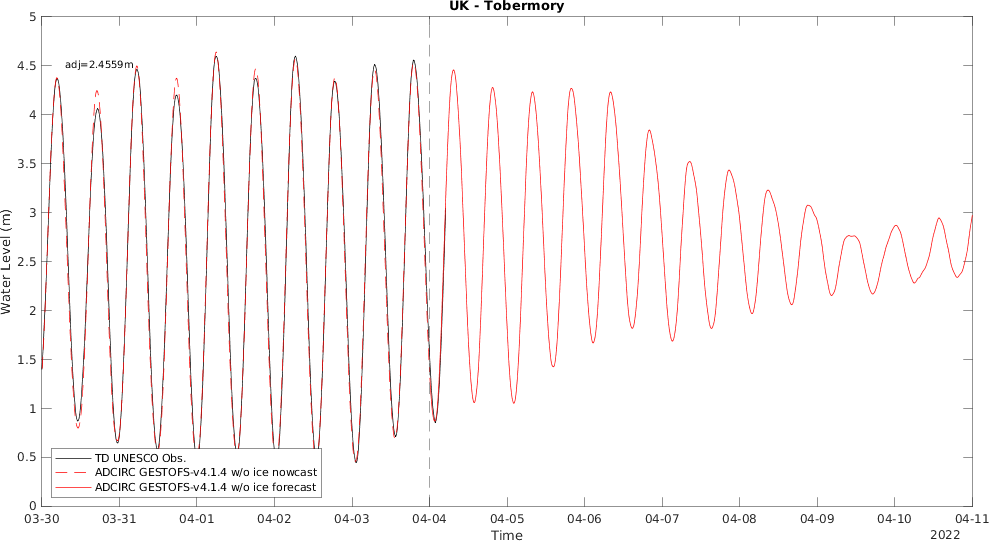 UK - Tobermory
adj=2.4559m
5
4.5
4
3.5
3
2.5
2
1.5
1
0.5
0
Water Level (m)
TD UNESCO Obs.
ADCIRC GESTOFS-v4.1.4 w/o ice nowcast
ADCIRC GESTOFS-v4.1.4 w/o ice forecast
03-30 03-31 04-01 04-02 04-03 04-04 04-05 04-06 04-07 04-08 04-09 04-10 04-11
Time
2022